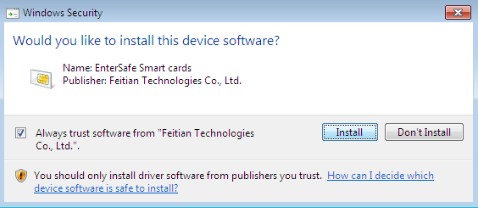 Windows Security
Would you like to install this device software?
Name: EnterSafe Smart cards
Publisher: Feitian Technologies Co., Ltd.
Always trust software from "Feitian Technologies
Co., Ltd.".
Install
Don't Install
You should only install driver software from publishers you trust. How can I decide which
device software is safe to install?